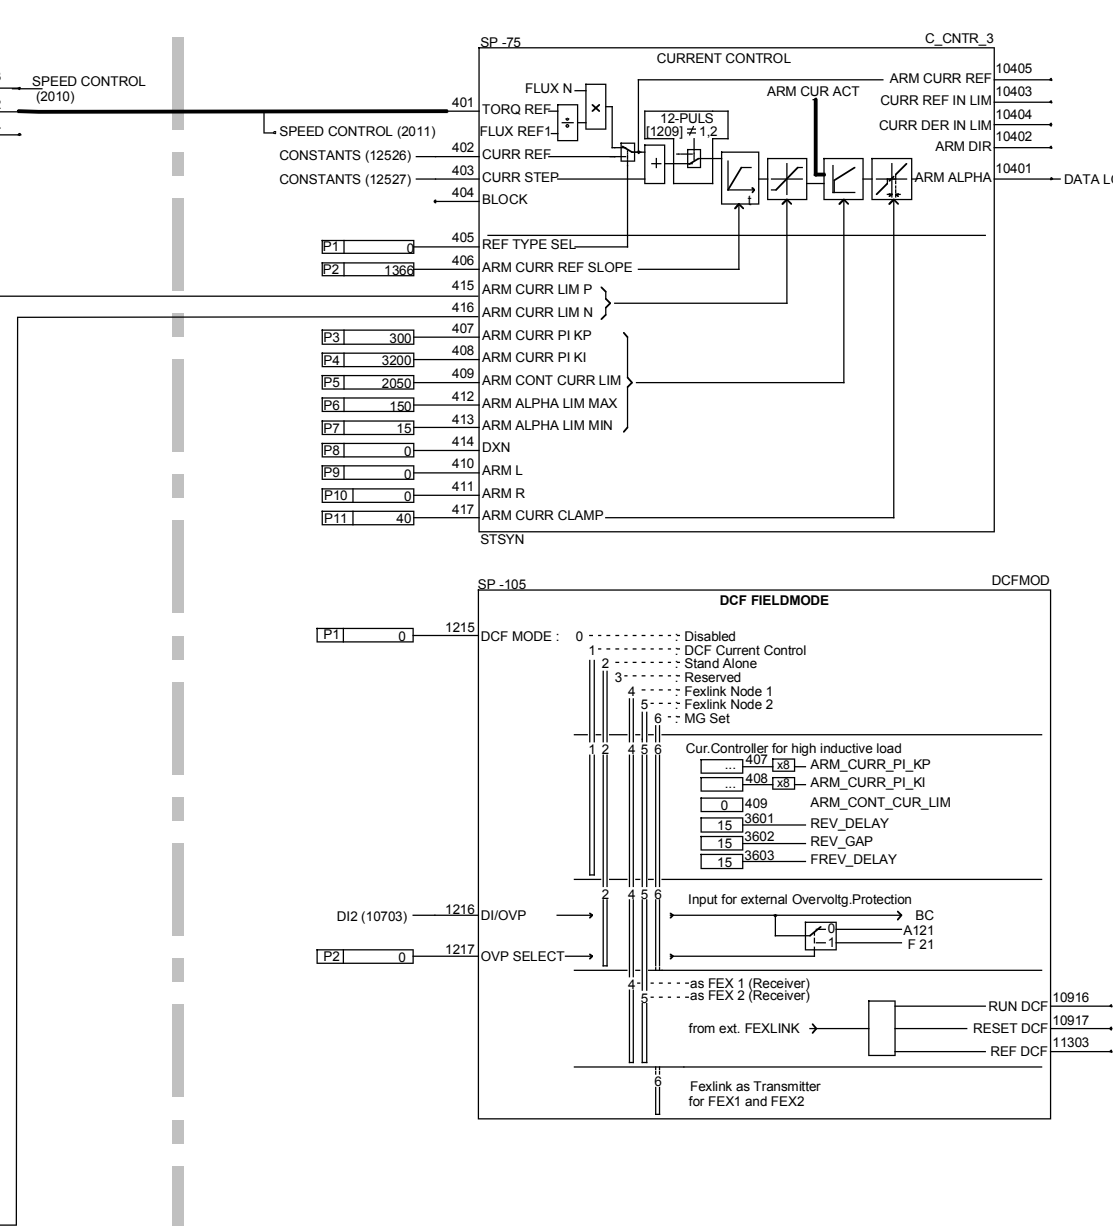 SPEED CONTROL
(2010)
SP -75
C_CNTR_3
CURRENT CONTROL
FLUX N
ARM CUR ACT
ARM CURR REF 10405
CURR REF IN LIM 10403
CURR DER IN LIM 10404
ARM DIR 10402
ARM ALPHA 10401 DATA LO
401 TORQ REF
FLUX REF1
÷
×
12-PULS
[1209] ≠ 1,2
+
t
SPEED CONTROL (2011)
CONSTANTS (12526) 402 CURR REF
CONSTANTS (12527) 403 CURR STEP
404 BLOCK
P1 0 405 REF TYPE SEL
P2 1366 406 ARM CURR REF SLOPE
415 ARM CURR LIM P
416 ARM CURR LIM N
P3 300 407 ARM CURR PI KP
P4 3200 408 ARM CURR PI KI
P5 2050 409 ARM CONT CURR LIM
P6 150 412 ARM ALPHA LIM MAX
P7 15 413 ARM ALPHA LIM MIN
P8 0 414 DXN
P9 0 410 ARM L
P10 0 411 ARM R
P11 40 417 ARM CURR CLAMP
STSYN
SP -105
DCFMOD
DCF FIELDMODE
P1 0 1215 DCF MODE : 0 Disabled
1 DCF Current Control
2 Stand Alone
3 Reserved
4 Fexlink Node 1
5 Fexlink Node 2
6 MG Set
1 2 4 5 6 Cur.Controller for high inductive load
... 407 x8 ARM_CURR_PI_KP
... 408 x8 ARM_CURR_PI_KI
0 409 ARM_CONT_CUR_LIM
15 3601 REV_DELAY
15 3602 REV_GAP
15 3603 FREV_DELAY
2 4 5 6 Input for external Overvoltg.Protection
DI2 (10703) 1216 DI/OVP BC
0 A121
1 F 21
P2 0 1217 OVP SELECT
4 as FEX 1 (Receiver)
5 as FEX 2 (Receiver)
RUN DCF 10916
from ext. FEXLINK RESET DCF 10917
REF DCF 11303
6 Fexlink as Transmitter
for FEX1 and FEX2